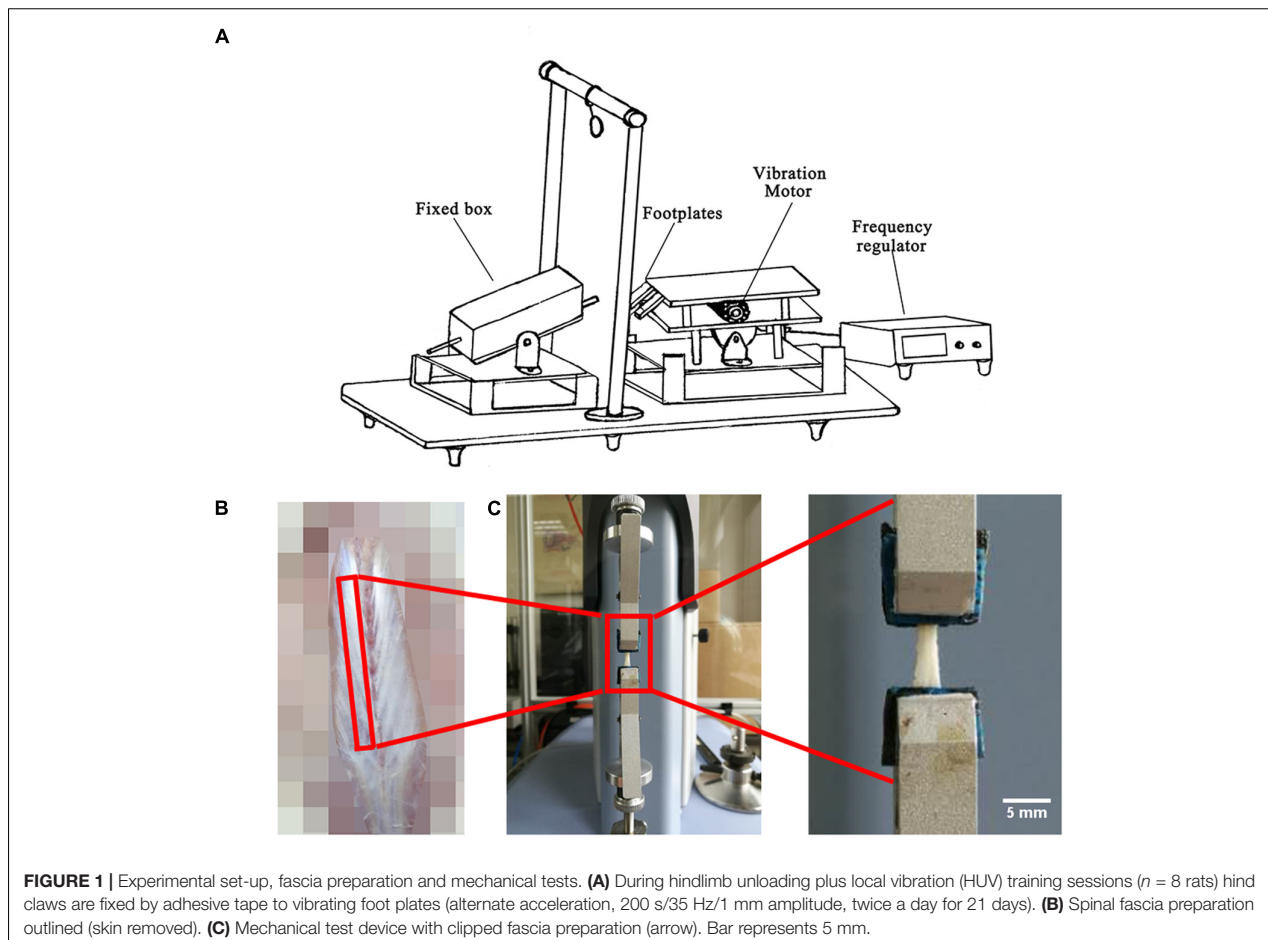 A
Vibration
Motor
Fixed box
Footplates
Frequency
regulator
B
C
5 mm
FIGURE 1 | Experimental set-up, fascia preparation and mechanical tests. (A) During hindlimb unloading plus local vibration (HUV) training sessions (n = 8 rats) hind
claws are fixed by adhesive tape to vibrating foot plates (alternate acceleration, 200 s/35 Hz/1 mm amplitude, twice a day for 21 days). (B) Spinal fascia preparation
outlined (skin removed). (C) Mechanical test device with clipped fascia preparation (arrow). Bar represents 5 mm.